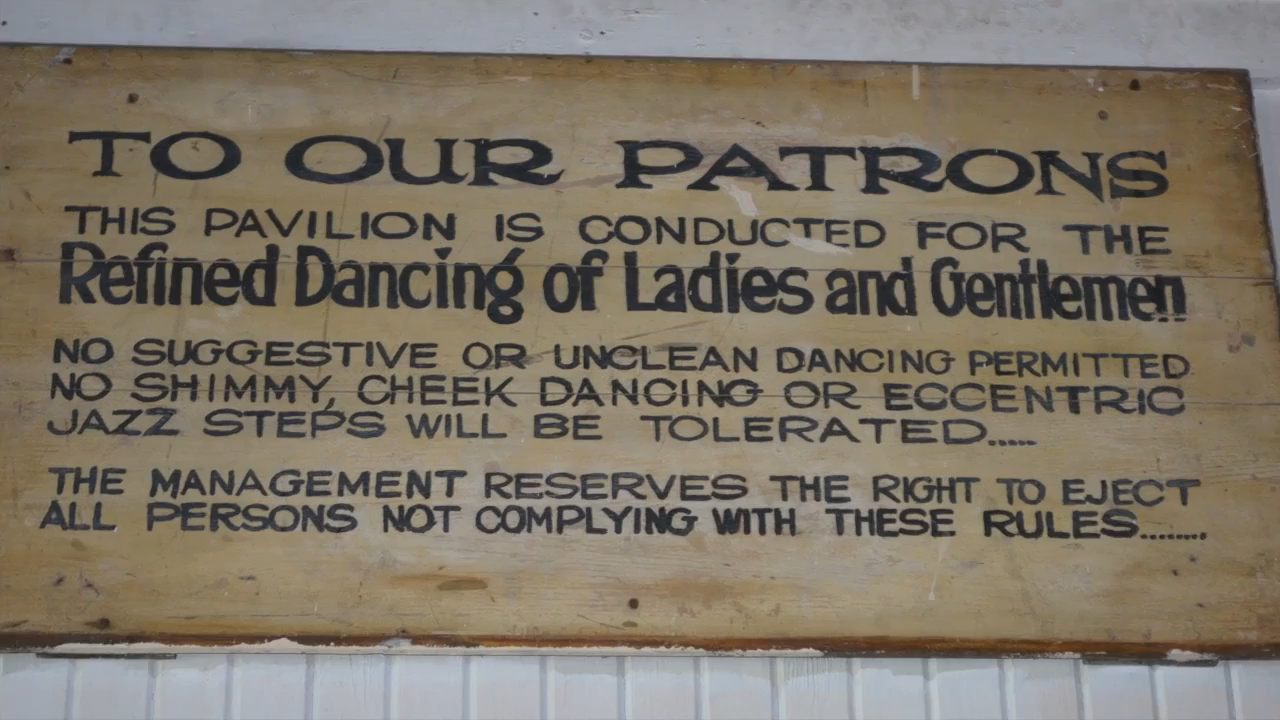 TO OUR PATRONS
THIS PAVILION IS CONDUCTED FOR THE
Refined Dancing of Ladies and Gentlemen
NO SUGGESTIVE OR UNCLEAN DANCING PERMITTED
NO SHIMMY, CHEEK DANCING OR ECCENTRIC
JAZZ STEPS WILL BE TOLERATED.....
THE MANAGEMENT RESERVES THE RIGHT TO EJECT
ALL PERSONS NOT COMPLYING WITH THESE RULES........